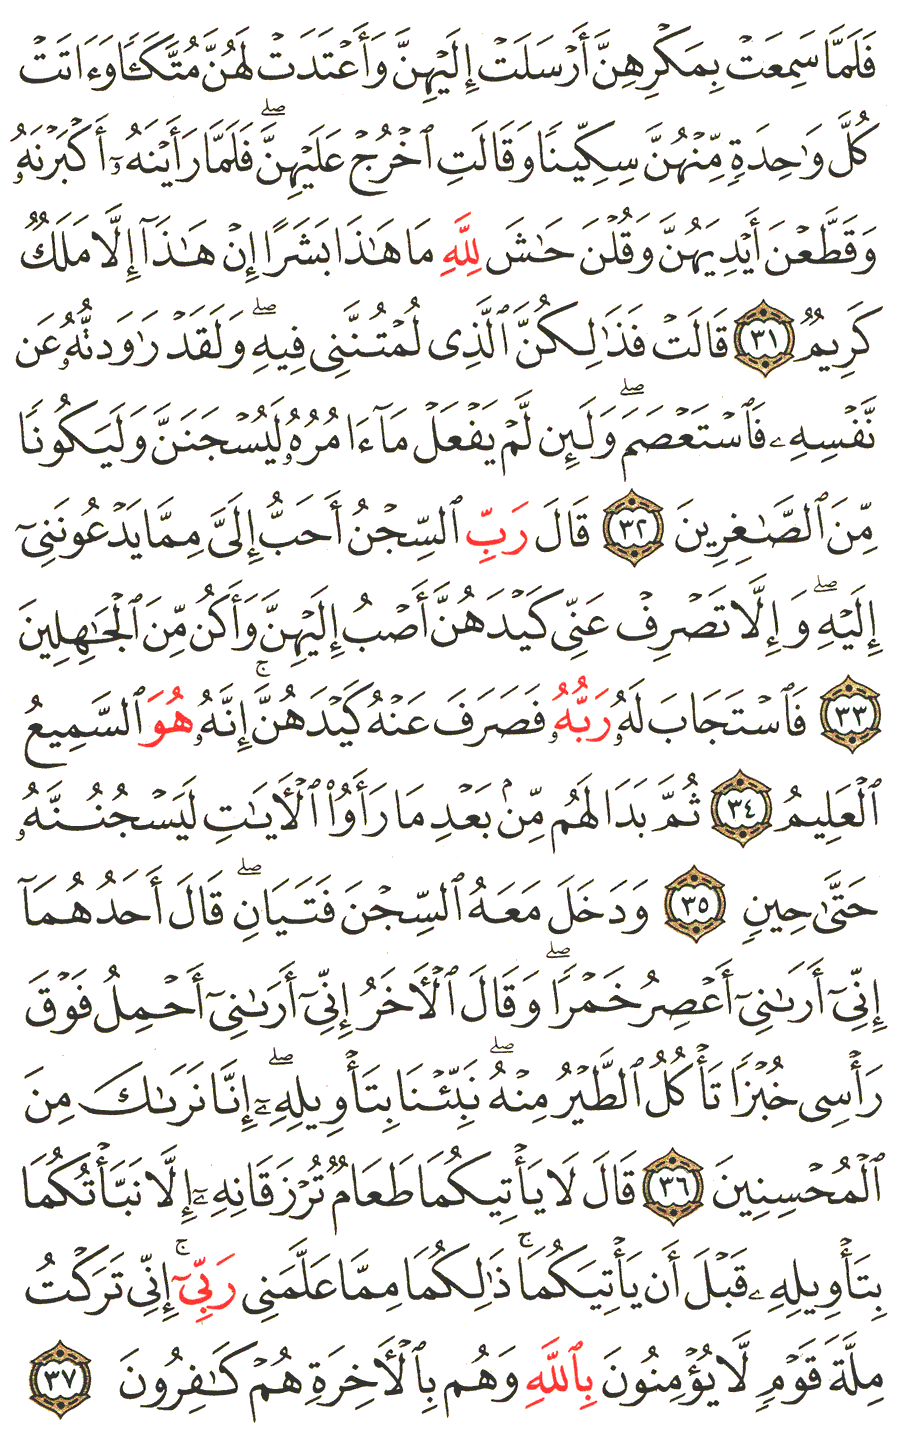 فَلَمَّا سَمِعَتْ بِمَكْرِهِنَّ أَرْسَلَتْ إِلَيْهِنَّ وَأَعْتَدَتْ لَهُنَّ مُتَّكَـًٔا وَءَاتَتْ
كُلَّ وَٰحِدَةٍ مِّنْهُنَّ سِكِّينًا وَقَالَتِ ٱخْرُجْ عَلَيْهِنَّ ۖ فَلَمَّا رَأَيْنَهُۥٓ أَكْبَرْنَهُۥ
وَقَطَّعْنَ أَيْدِيَهُنَّ وَقُلْنَ حَـٰشَ لِلَّهِ مَا هَـٰذَا بَشَرًا إِنْ هَـٰذَآ إِلَّا مَلَكٌ
كَرِيمٌ ٣١ قَالَتْ فَذَٰلِكُنَّ ٱلَّذِى لُمْتُنَّنِى فِيهِ ۖ وَلَقَدْ رَٰوَدتُّهُۥ عَن
نَّفْسِهِۦ فَٱسْتَعْصَمَ ۖ وَلَئِن لَّمْ يَفْعَلْ مَآ ءَامُرُهُۥ لَيُسْجَنَنَّ وَلَيَكُونًا
مِّنَ ٱلصَّـٰغِرِينَ ٣٢ قَالَ رَبِّ ٱلسِّجْنُ أَحَبُّ إِلَىَّ مِمَّا يَدْعُونَنِىٓ
إِلَيْهِ ۖ وَإِلَّا تَصْرِفْ عَنِّى كَيْدَهُنَّ أَصْبُ إِلَيْهِنَّ وَأَكُن مِّنَ ٱلْجَـٰهِلِينَ
٣٣ فَٱسْتَجَابَ لَهُۥ رَبُّهُۥ فَصَرَفَ عَنْهُ كَيْدَهُنَّ ۚ إِنَّهُۥ هُوَ ٱلسَّمِيعُ
ٱلْعَلِيمُ ٣٤ ثُمَّ بَدَا لَهُم مِّنۢ بَعْدِ مَا رَأَوُا۟ ٱلْـَٔايَـٰتِ لَيَسْجُنُنَّهُۥ
حَتَّىٰ حِينٍ ٣٥ وَدَخَلَ مَعَهُ ٱلسِّجْنَ فَتَيَانِ ۖ قَالَ أَحَدُهُمَآ
إِنِّىٓ أَرَىٰنِىٓ أَعْصِرُ خَمْرًا ۖ وَقَالَ ٱلْـَٔاخَرُ إِنِّىٓ أَرَىٰنِىٓ أَحْمِلُ فَوْقَ
رَأْسِى خُبْزًا تَأْكُلُ ٱلطَّيْرُ مِنْهُ ۖ نَبِّئْنَا بِتَأْوِيلِهِۦٓ ۖ إِنَّا نَرَىٰكَ مِنَ
ٱلْمُحْسِنِينَ ٣٦ قَالَ لَا يَأْتِيكُمَا طَعَامٌ تُرْزَقَانِهِۦٓ إِلَّا نَبَّأْتُكُمَا
بِتَأْوِيلِهِۦ قَبْلَ أَن يَأْتِيَكُمَا ۚ ذَٰلِكُمَا مِمَّا عَلَّمَنِى رَبِّىٓ ۚ إِنِّى تَرَكْتُ
مِلَّةَ قَوْمٍ لَّا يُؤْمِنُونَ بِٱللَّهِ وَهُم بِٱلْـَٔاخِرَةِ هُمْ كَـٰفِرُونَ ٣٧